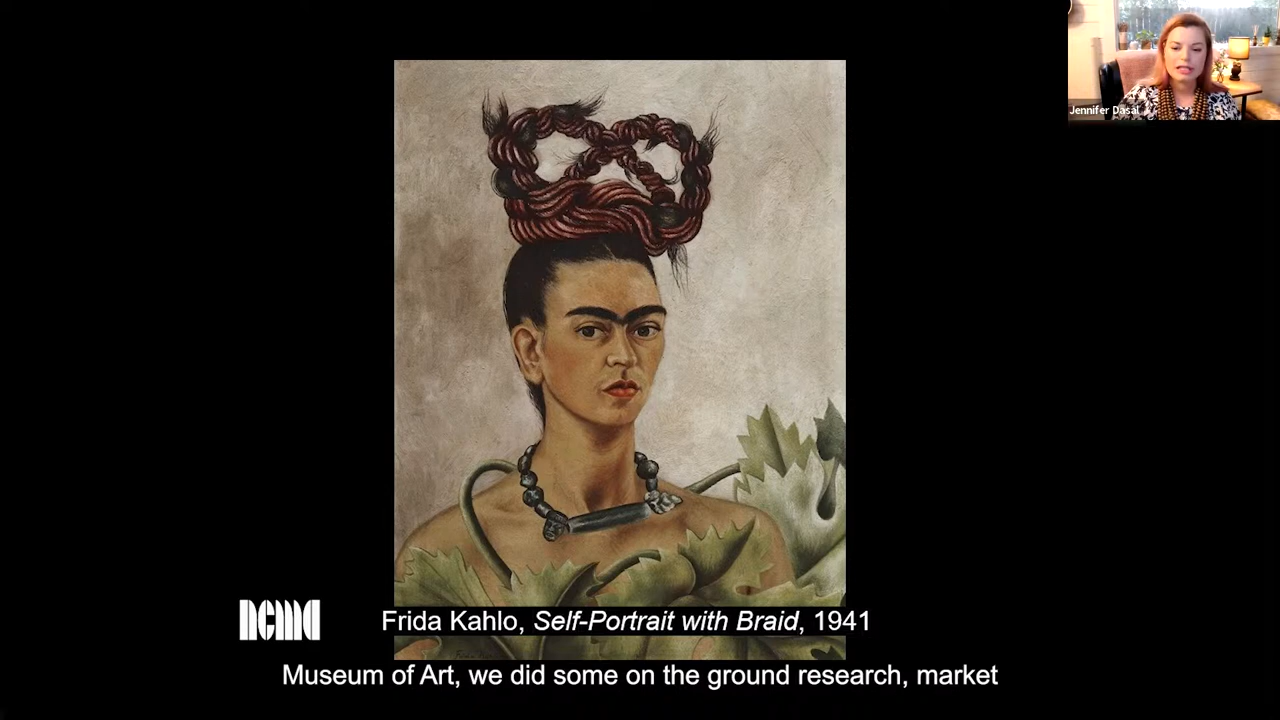 Jennifer Dasal
NCMA
Frida Kahlo, Self-Portrait with Braid, 1941
Museum of Art, we did some on the ground research, market